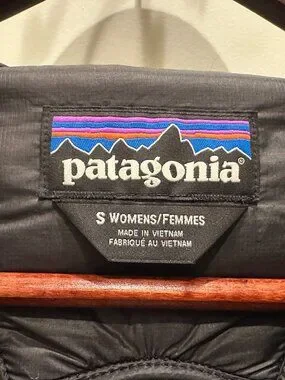 patagonia®
S WOMENS/FEMMES
MADE IN VIETNAM
FABRIQUÉ AU VIETNAM